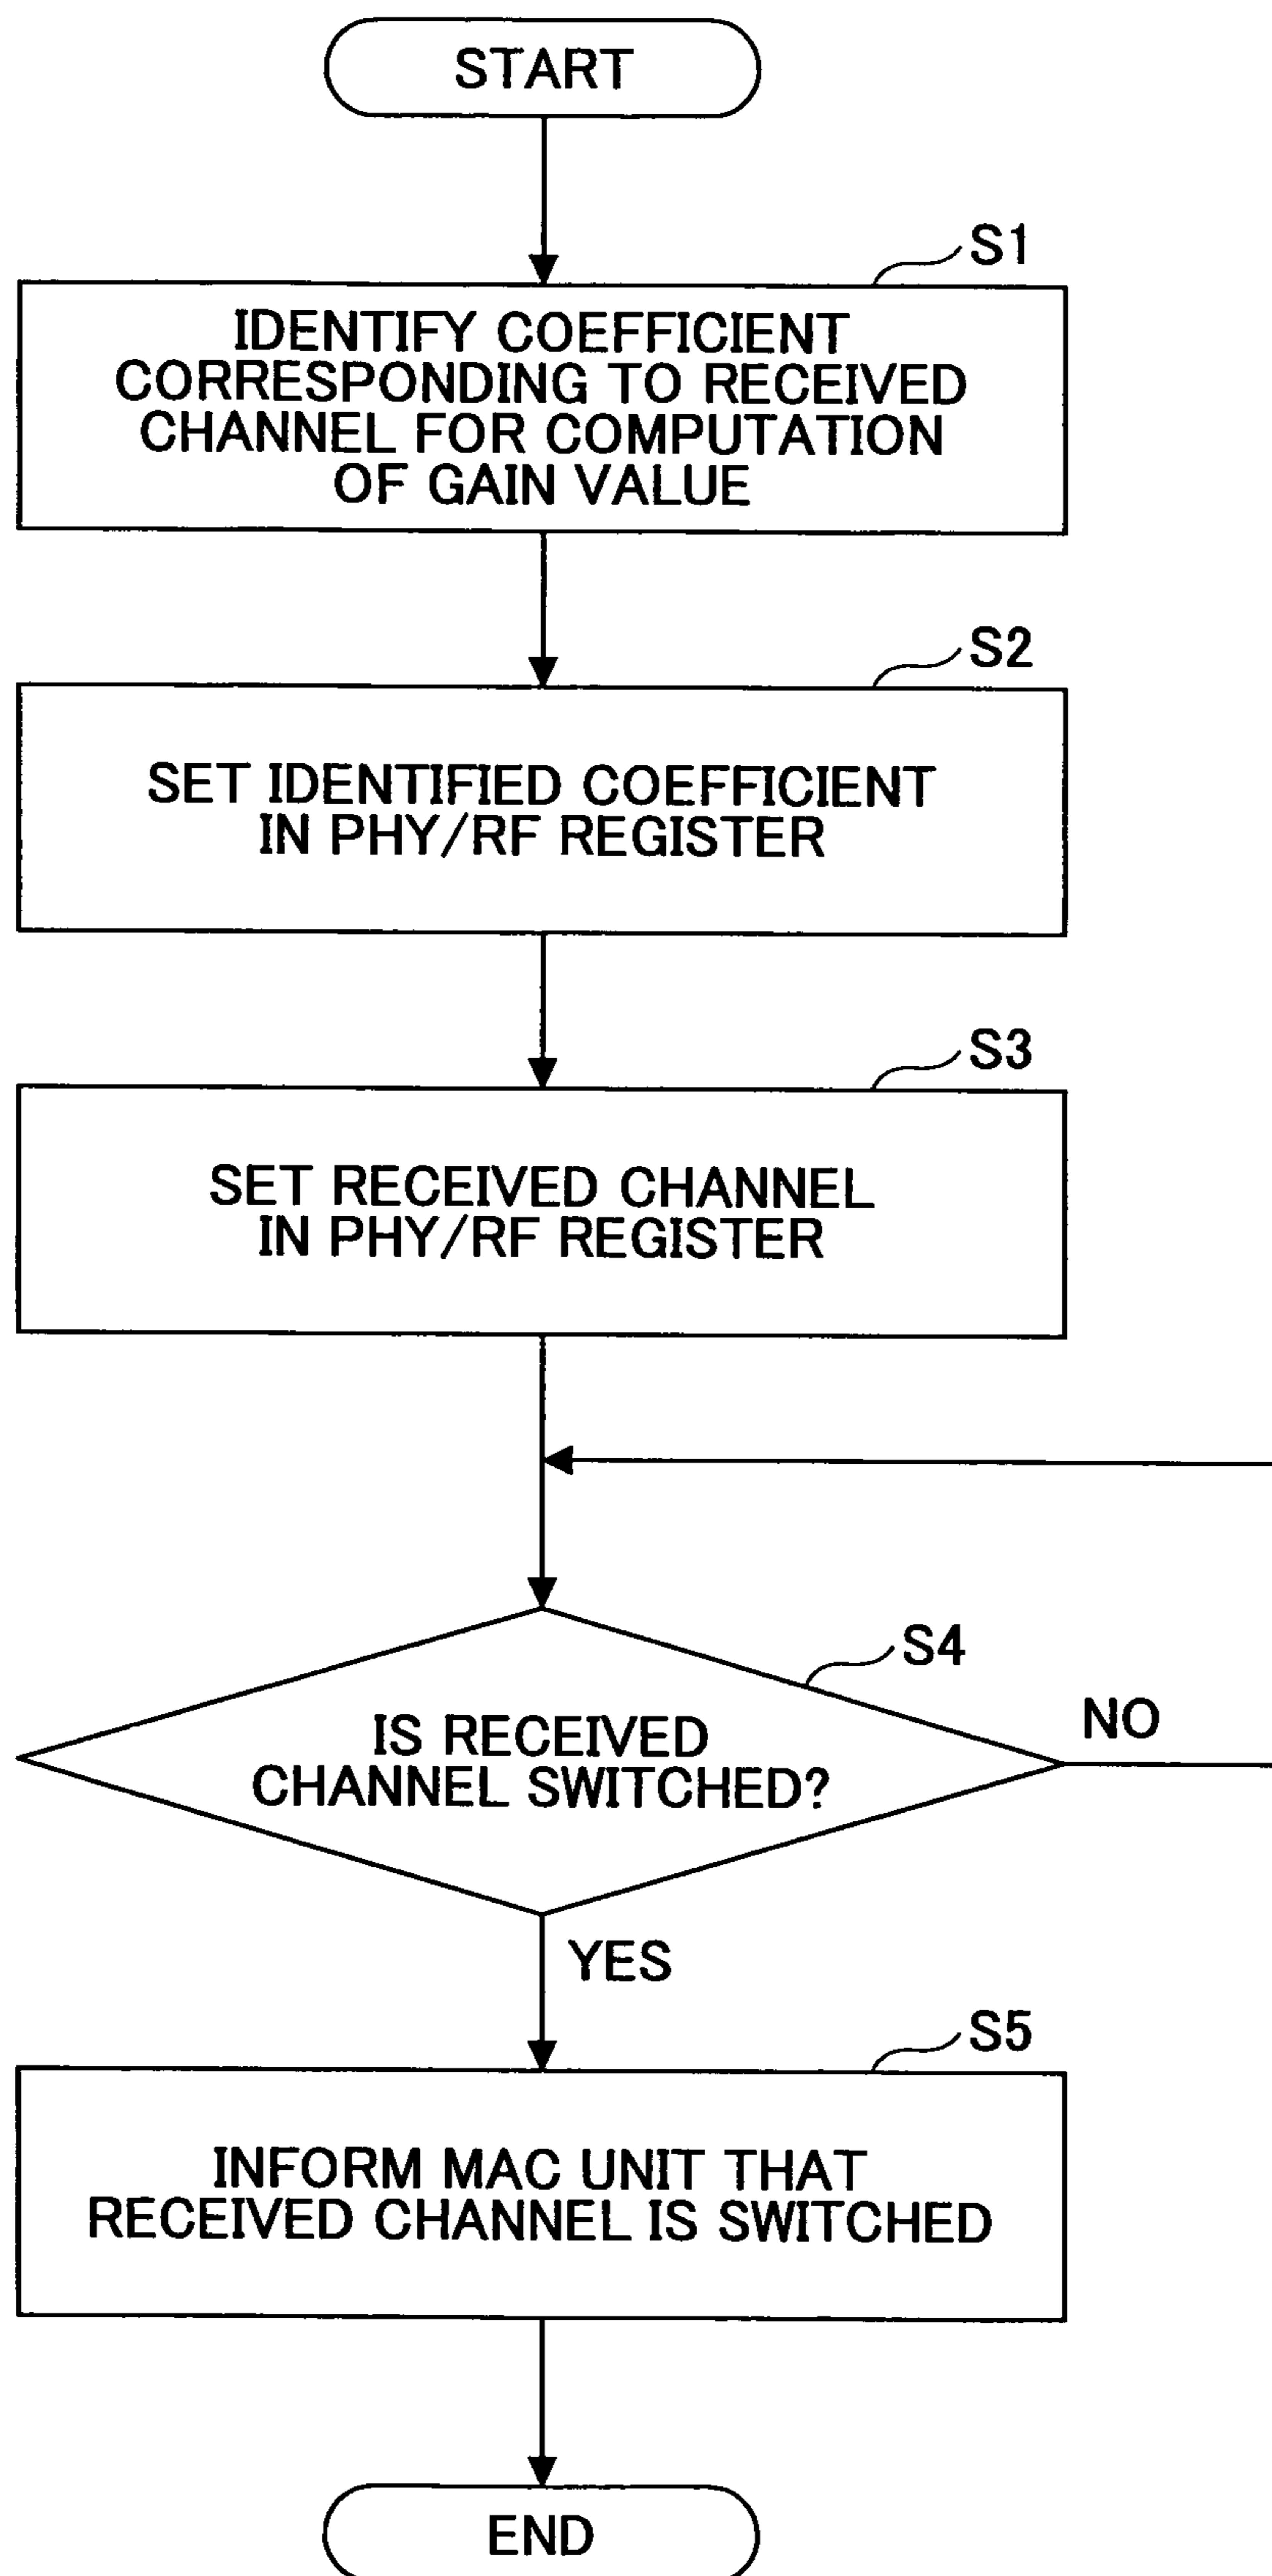 START
S1
IDENTIFY COEFFICIENT
CORRESPONDING TO RECEIVED
CHANNEL FOR COMPUTATION
OF GAIN VALUE
S2
SET IDENTIFIED COEFFICIENT
IN PHY/RF REGISTER
S3
SET RECEIVED CHANNEL
IN PHY/RF REGISTER
S4
IS RECEIVED
CHANNEL SWITCHED?
NO
YES
S5
INFORM MAC UNIT THAT
RECEIVED CHANNEL IS SWITCHED
END